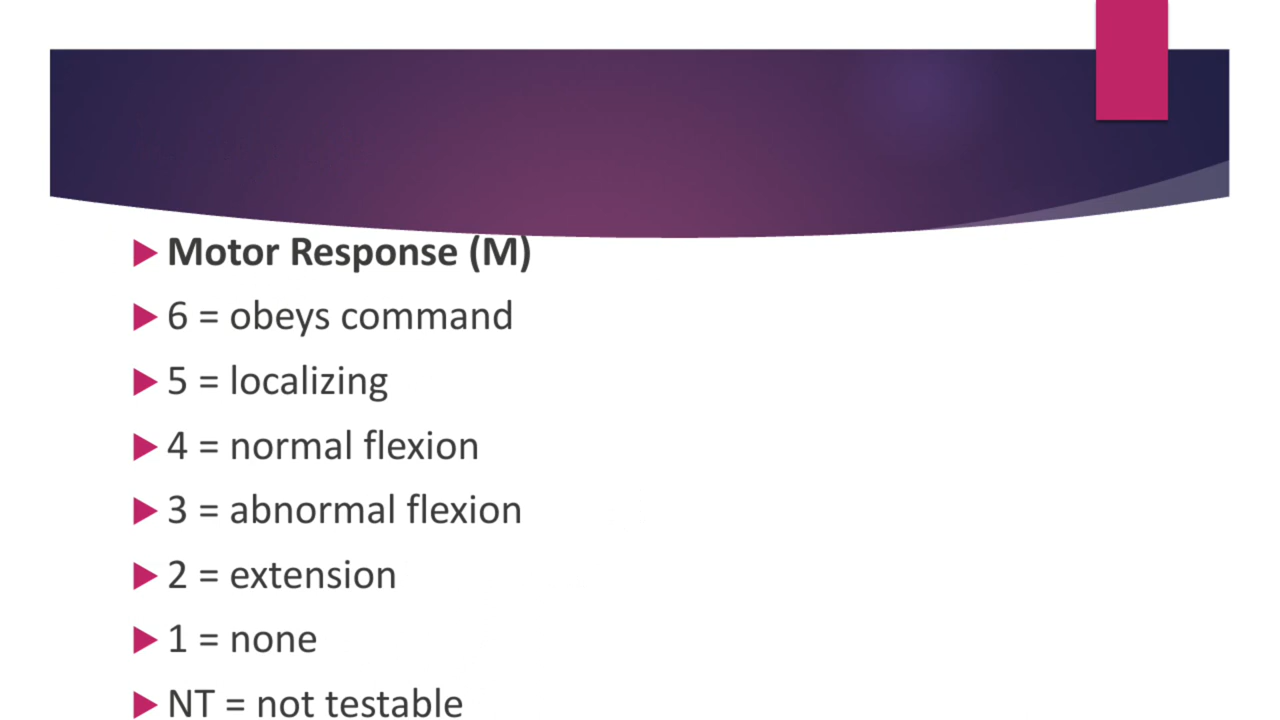 Motor Response (M)
6 = obeys command
5 = localizing
4 = normal flexion
3 = abnormal flexion
2 = extension
1 = none
NT = not testable